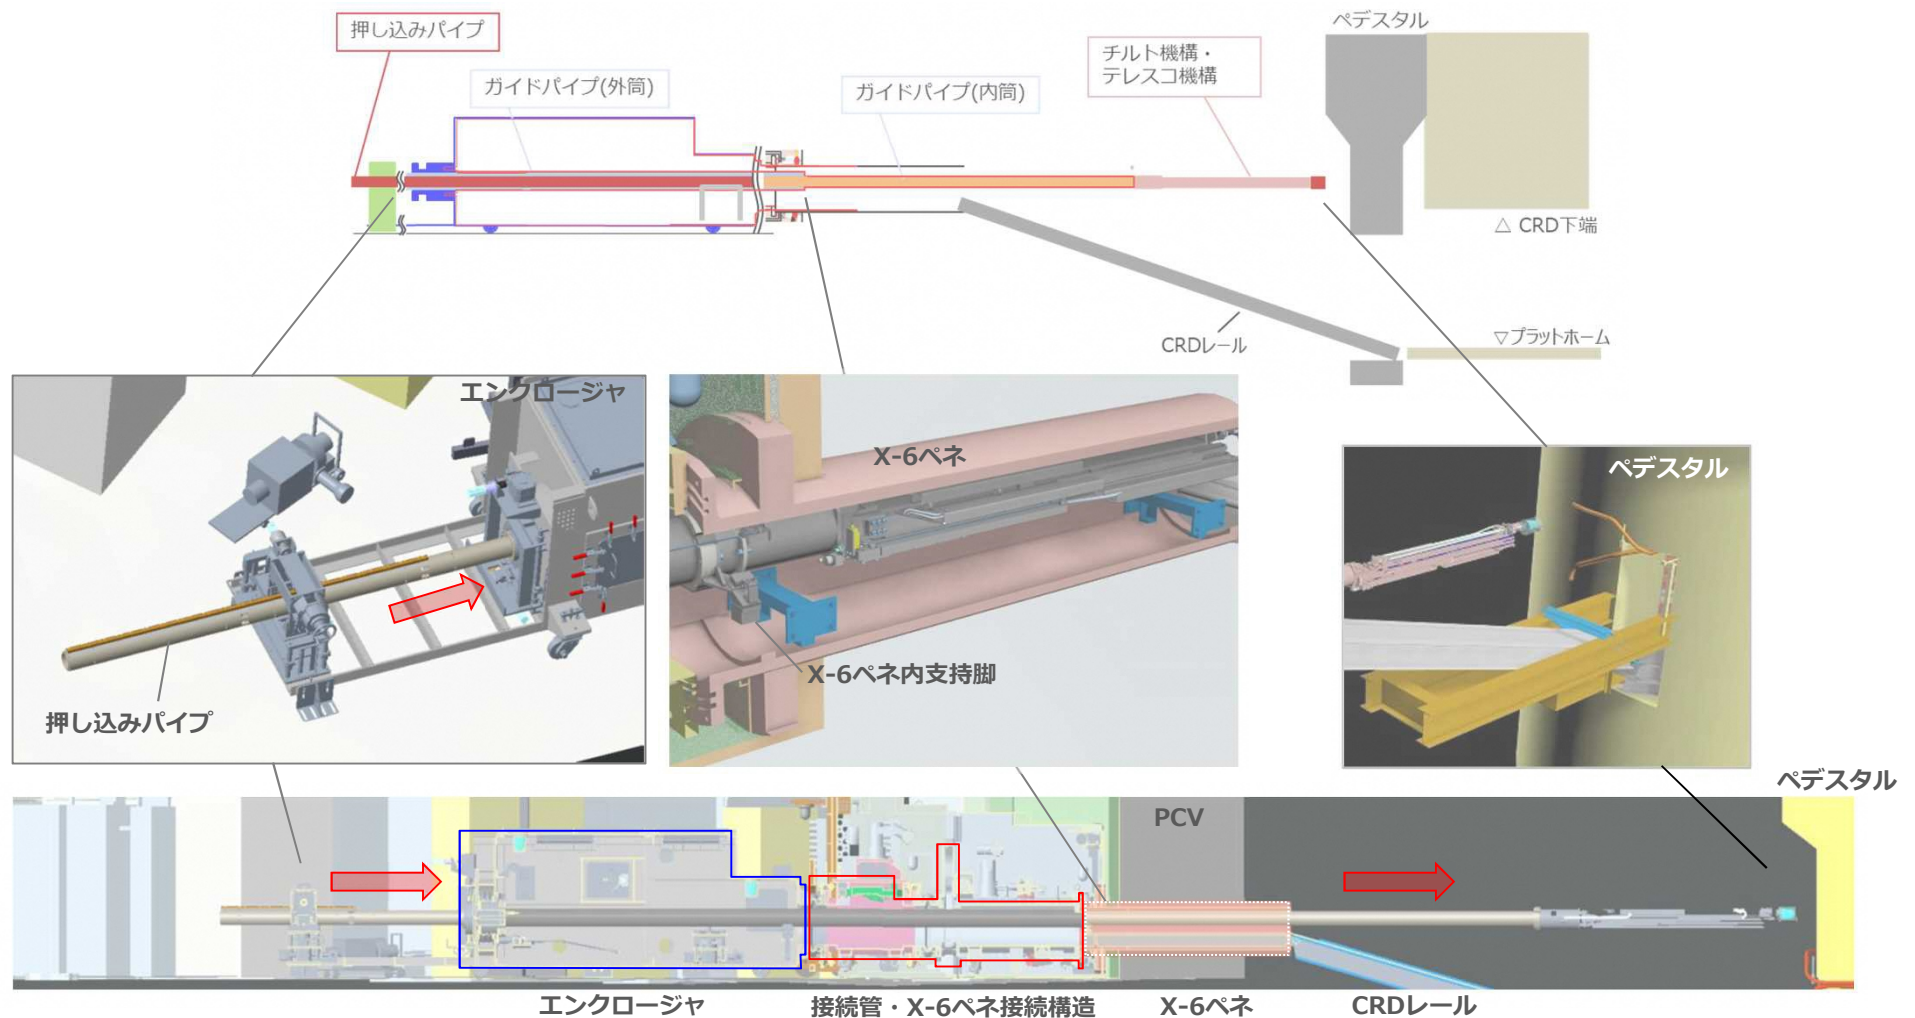 押し込みパイプ
ガイドパイプ(外筒)
ガイドパイプ(内筒)
チルト機構・
テレスコ機構
ペデスタル
△ CRD下端
CRDレール
▽プラットホーム
エンクロージャ
押し込みパイプ
X-6ペネ
X-6ペネ内支持脚
ペデスタル
ペデスタル
PCV
エンクロージャ
接続管・X-6ペネ接続構造
X-6ペネ
CRDレール